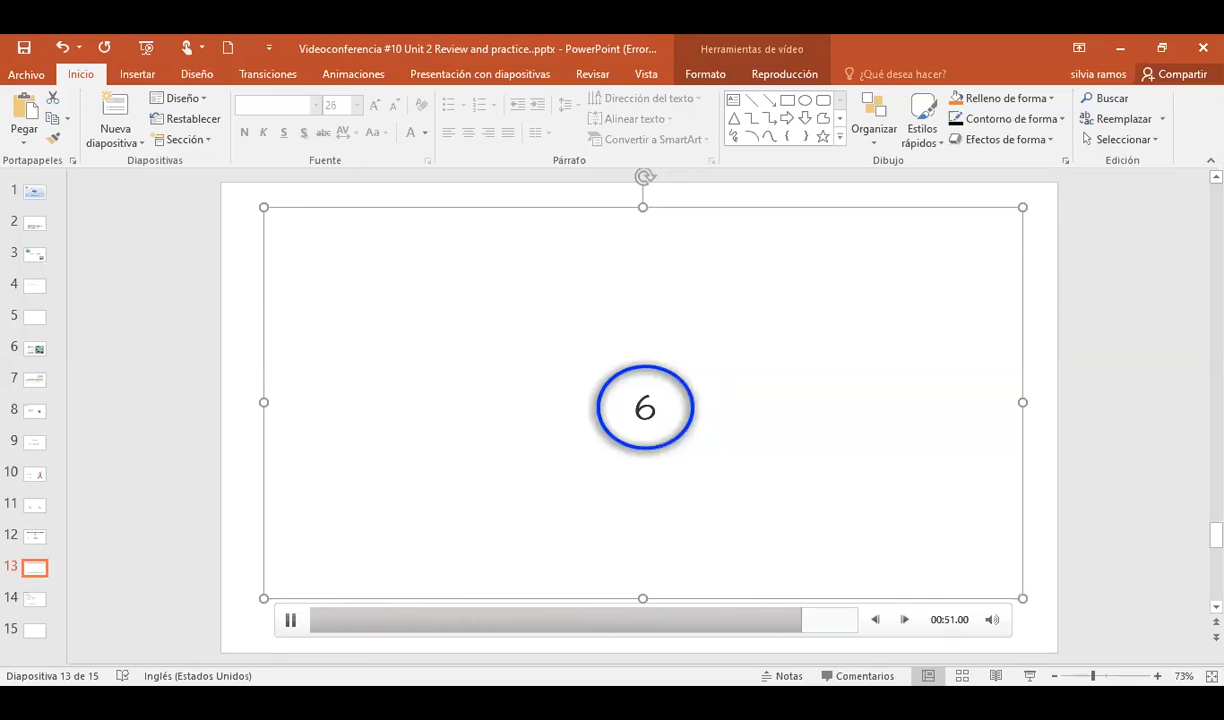 Videoconferencia #10 Unit 2 Review and practice..pptx - PowerPoint (Error...
Herramientas de vídeo
Archivo Inicio Insertar Diseño Transiciones Animaciones Presentación con diapositivas Revisar Vista Formato Reproducción ¿Qué desea hacer? silvia ramos Compartir
Pegar
Portapapeles
Nueva diapositiva
Diseño
Restablecer
Sección
Diapositivas
26
N K S S abc AV Aa A
Fuente
Dirección del texto
Alinear texto
Convertir a SmartArt
Párrafo
Organizar
Estilos rápidos
Relleno de forma
Contorno de forma
Efectos de forma
Dibujo
Buscar
Reemplazar
Seleccionar
Edición
1
2
3
4
5
6
7
8
9
10
11
12
13
14
15
6
00:51.00
Diapositiva 13 de 15 Inglés (Estados Unidos) Notas Comentarios 73%